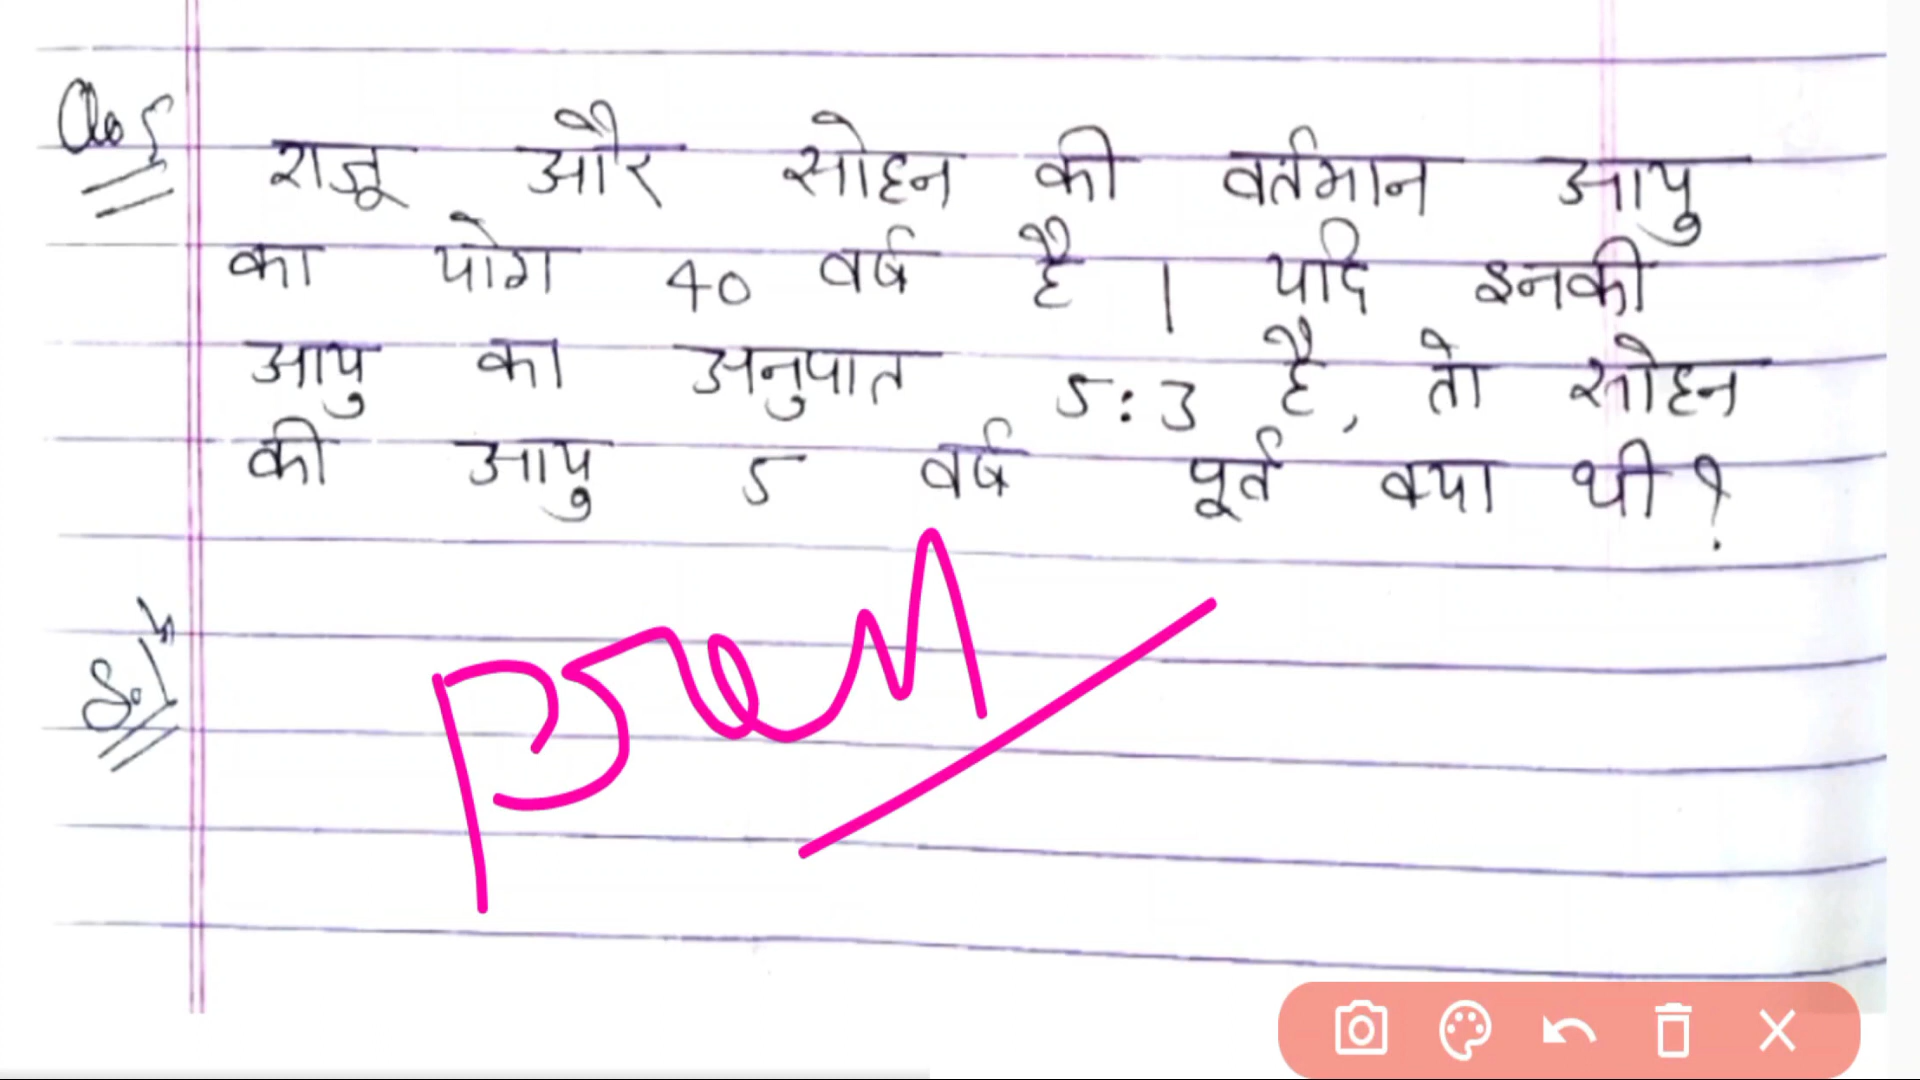 Que
राजू और सोहन की वर्तमान आयु
का योग 40 वर्ष है । यदि इनकी
आयु का अनुपात 5:3 है, तो सोहन
की आयु 5 वर्ष पूर्व क्या थी ?
Sol^n
prem